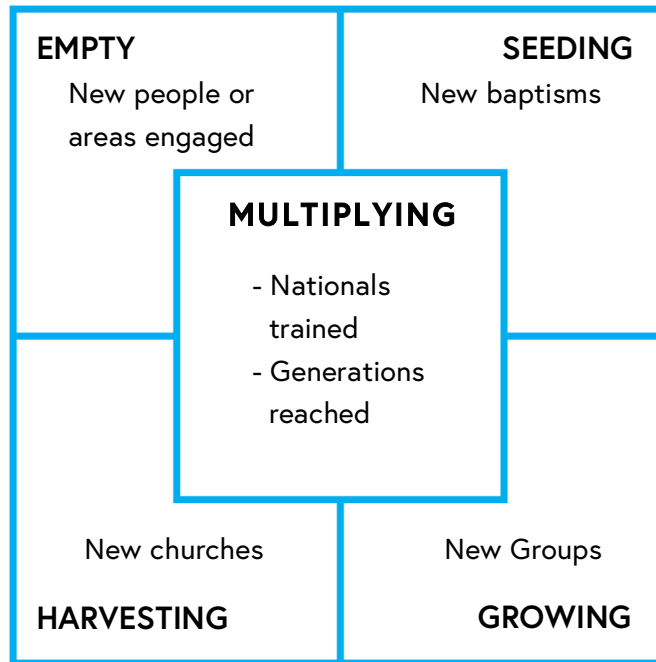 EMPTY
New people or
areas engaged
SEEDING
New baptisms
MULTIPLYING
- Nationals
trained
- Generations
reached
New churches
HARVESTING
New Groups
GROWING